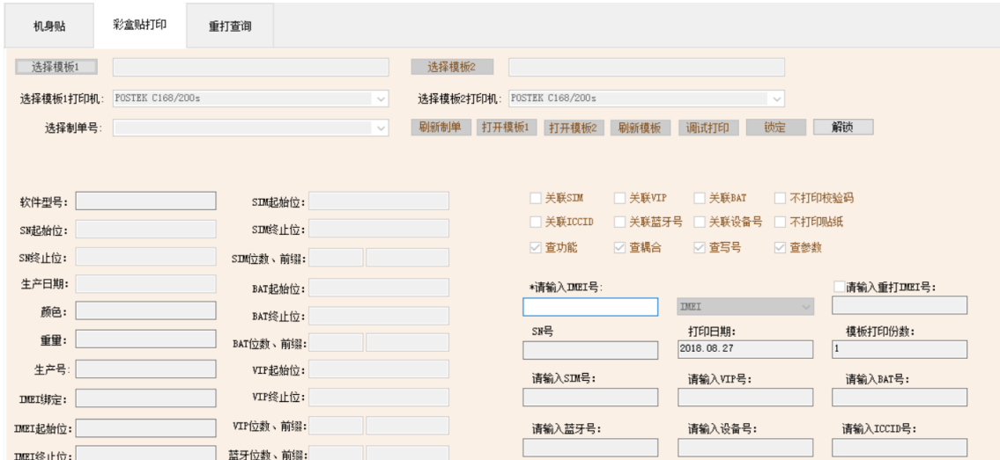 机身贴 彩盒贴打印 重打查询
选择模板1 选择模板2
选择模板1打印机: POSTEK C168/200s 选择模板2打印机: POSTEK C168/200s
选择制单号: 刷新制单 打开模板1 打开模板2 刷新模板 调试打印 锁定 解锁
软件型号: SIM起始位: 关联SIM 关联VIP 关联BAT 不打印校验码
SN起始位: SIM终止位: 关联ICCID 关联蓝牙号 关联设备号 不打印贴纸
SN终止位: SIM位数、前缀: 查功能 查耦合 查写号 查参数
生产日期: BAT起始位: *请输入IMEI号: 请输入重打IMEI号:
颜色: BAT终止位: IMEI
重量: BAT位数、前缀: SN号 打印日期: 模板打印份数:
2018.08.27 1
生产号: VIP起始位: 请输入SIM号: 请输入VIP号: 请输入BAT号:
IMEI绑定: VIP终止位:
IMEI起始位: VIP位数、前缀: 请输入蓝牙号: 请输入设备号: 请输入ICCID号:
IMEI终止位: 蓝牙位数、前缀: